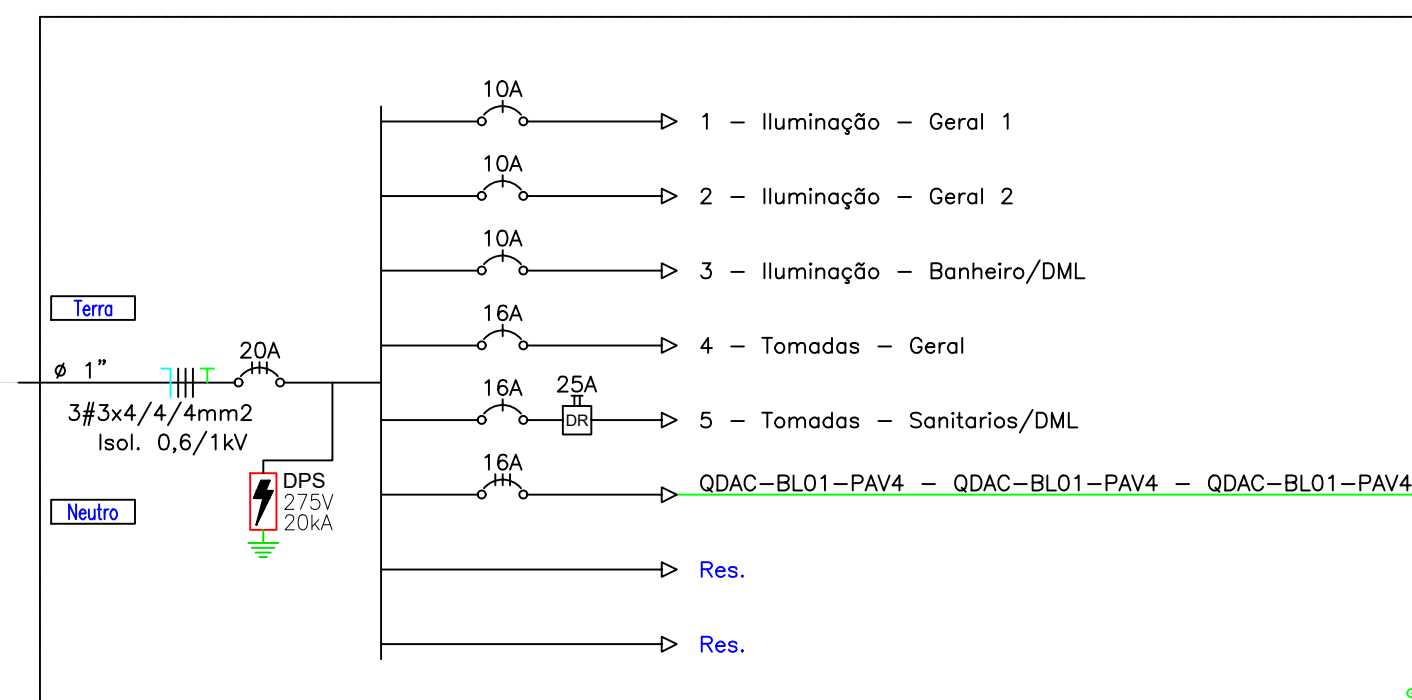 10A
1 – Iluminação – Geral 1
10A
2 – Iluminação – Geral 2
10A
3 – Iluminação – Banheiro/DML
Terra
16A
4 – Tomadas – Geral
20A
ø 1"
3#3x4/4/4mm2
Isol. 0,6/1kV
16A
25A
DR
5 – Tomadas – Sanitarios/DML
16A
QDAC–BL01–PAV4 – QDAC–BL01–PAV4 – QDAC–BL01–PAV4
DPS
275V
20kA
Neutro
Res.
Res.